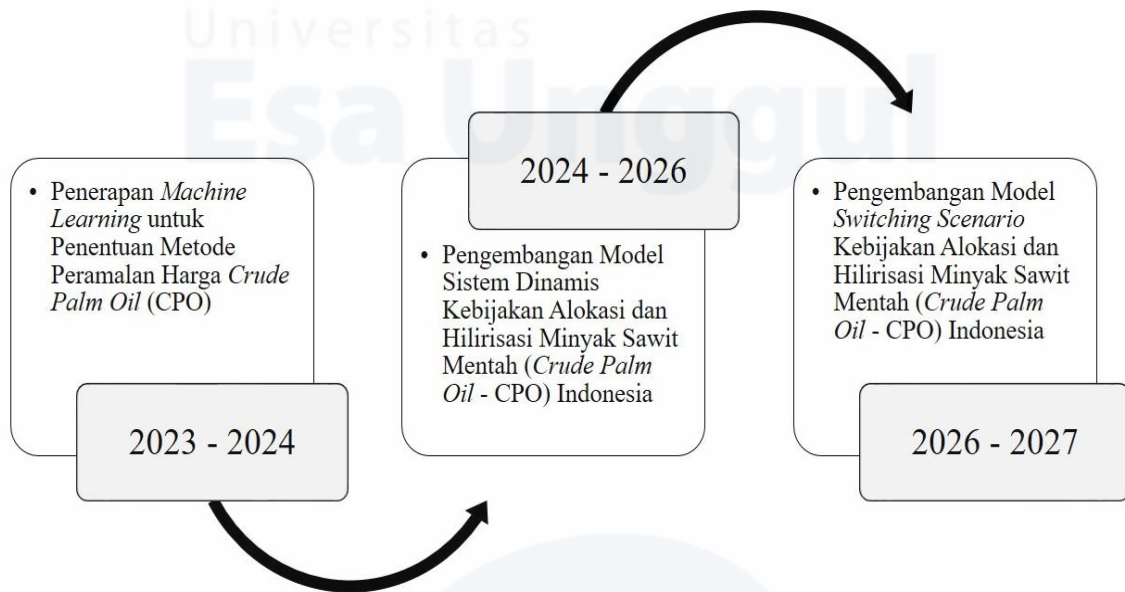 Universitas
Esa Unggul
• Penerapan Machine
Learning untuk
Penentuan Metode
Peramalan Harga Crude
Palm Oil (CPO)
2023 - 2024
2024 - 2026
• Pengembangan Model
Sistem Dinamis
Kebijakan Alokasi dan
Hilirisasi Minyak Sawit
Mentah (Crude Palm
Oil - CPO) Indonesia
• Pengembangan Model
Switching Scenario
Kebijakan Alokasi dan
Hilirisasi Minyak Sawit
Mentah (Crude Palm
Oil - CPO) Indonesia
2026 - 2027